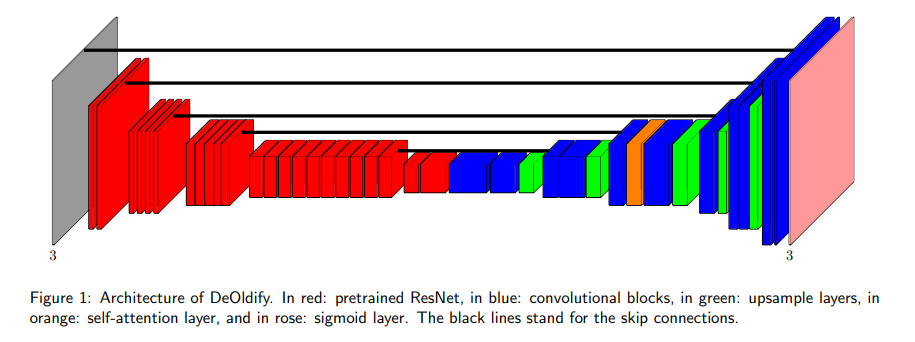 3
3
Figure 1: Architecture of DeOldify. In red: pretrained ResNet, in blue: convolutional blocks, in green: upsample layers, in
orange: self-attention layer, and in rose: sigmoid layer. The black lines stand for the skip connections.